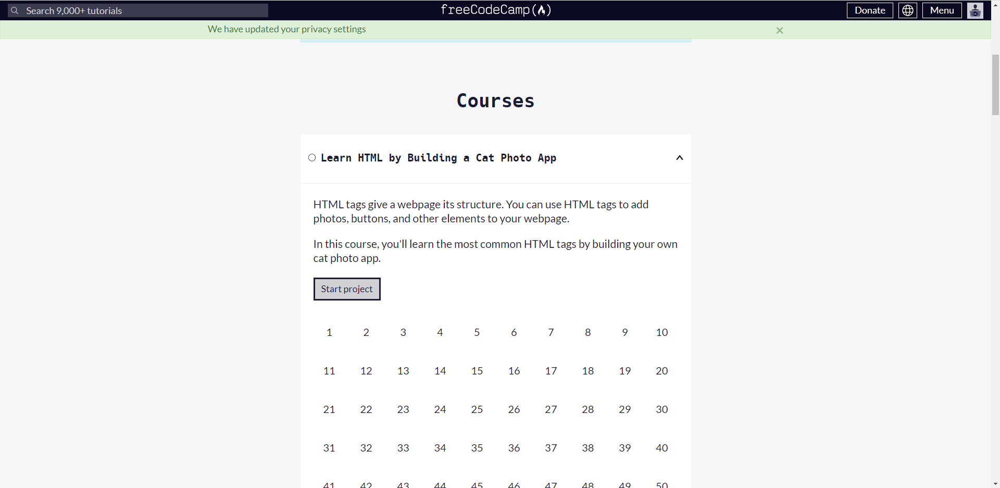 Search 9,000+ tutorials
freeCodeCamp(🔥)
Donate
Menu
We have updated your privacy settings
×
Courses
Learn HTML by Building a Cat Photo App
HTML tags give a webpage its structure. You can use HTML tags to add
photos, buttons, and other elements to your webpage.
In this course, you'll learn the most common HTML tags by building your own
cat photo app.
Start project
1 2 3 4 5 6 7 8 9 10
11 12 13 14 15 16 17 18 19 20
21 22 23 24 25 26 27 28 29 30
31 32 33 34 35 36 37 38 39 40
41 42 43 44 45 46 47 48 49 50